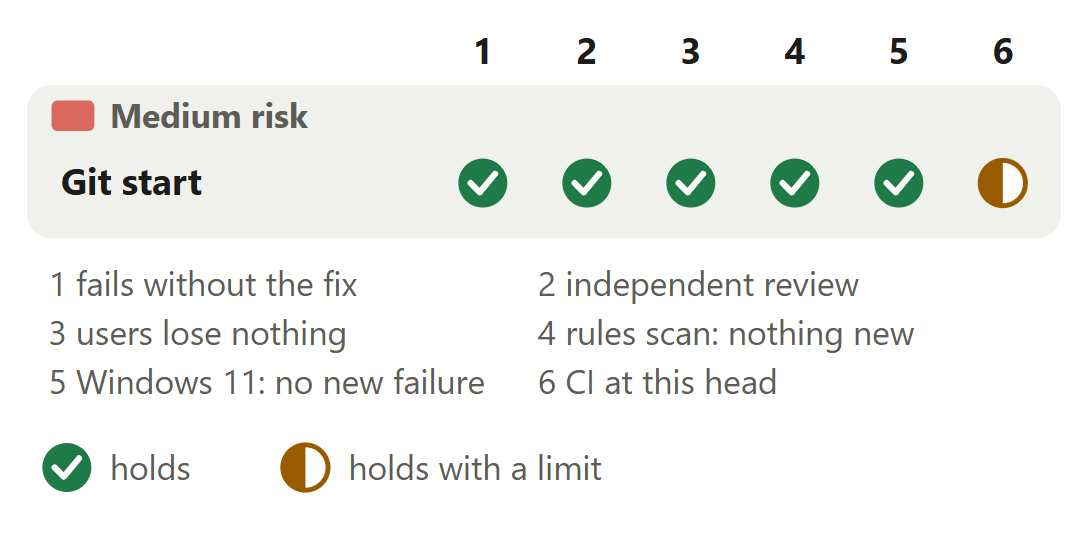 1 2 3 4 5 6
Medium risk
Git start
1 fails without the fix 2 independent review
3 users lose nothing 4 rules scan: nothing new
5 Windows 11: no new failure 6 CI at this head
holds holds with a limit